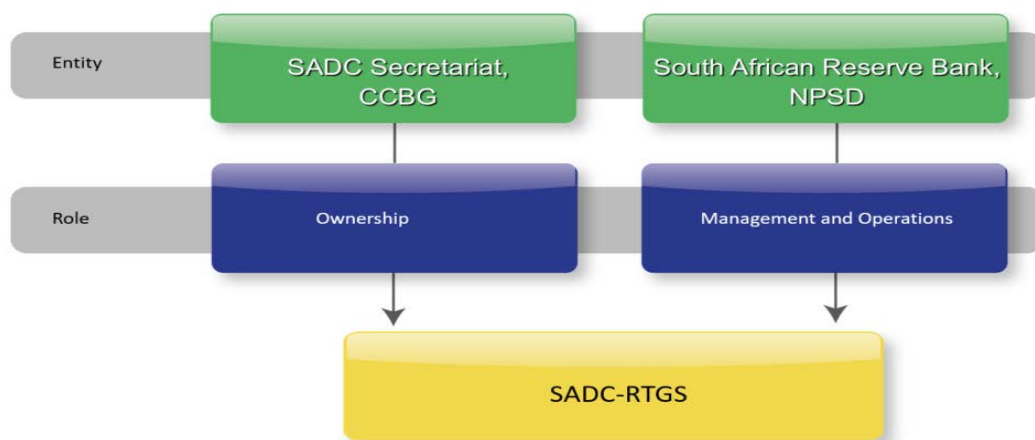 Entity
SADC Secretariat,
CCBG
South African Reserve Bank,
NPSD
Role
Ownership
Management and Operations
SADC-RTGS